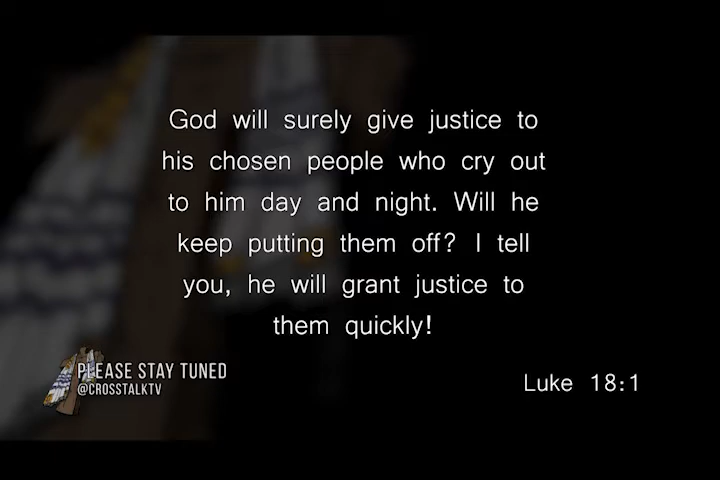 God will surely give justice to
his chosen people who cry out
to him day and night. Will he
keep putting them off? I tell
you, he will grant justice to
them quickly!
PLEASE STAY TUNED
@CROSSTALKTV
Luke 18:1